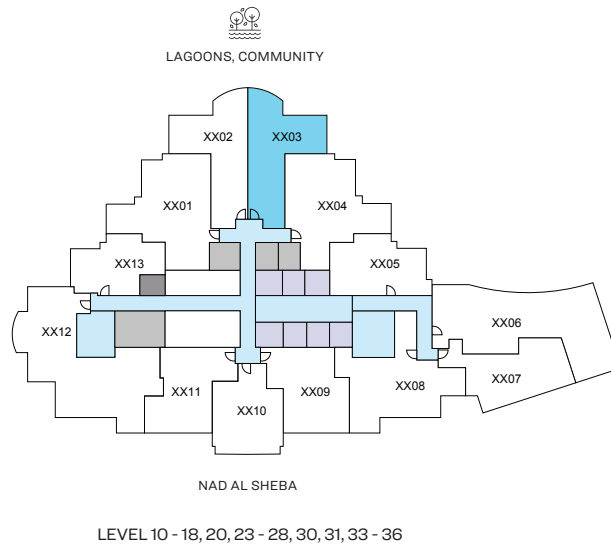 LAGOONS, COMMUNITY
XX02
XX03
XX01
XX04
XX13
XX05
XX12
XX06
XX07
XX08
XX11
XX09
XX10
NAD AL SHEBA
LEVEL 10 - 18, 20, 23 - 28, 30, 31, 33 - 36